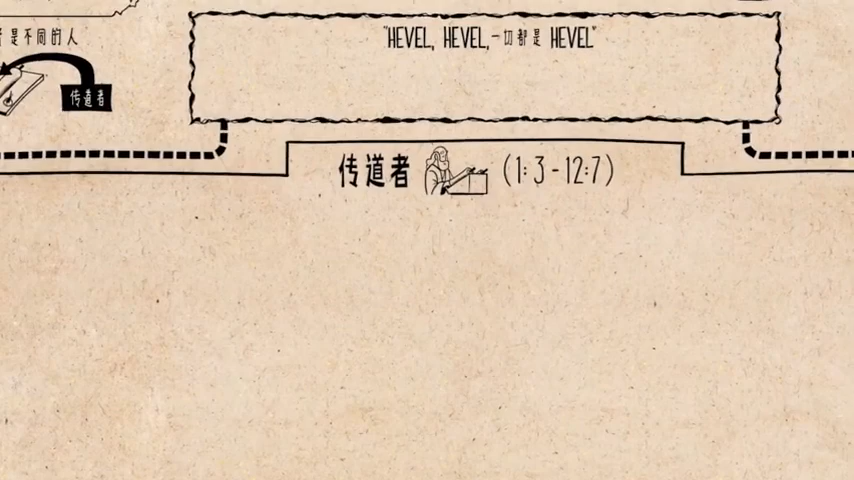 "HEVEL, HEVEL,一切都是 HEVEL"
是不同的人
传道者
传道者 (1:3-12:7)